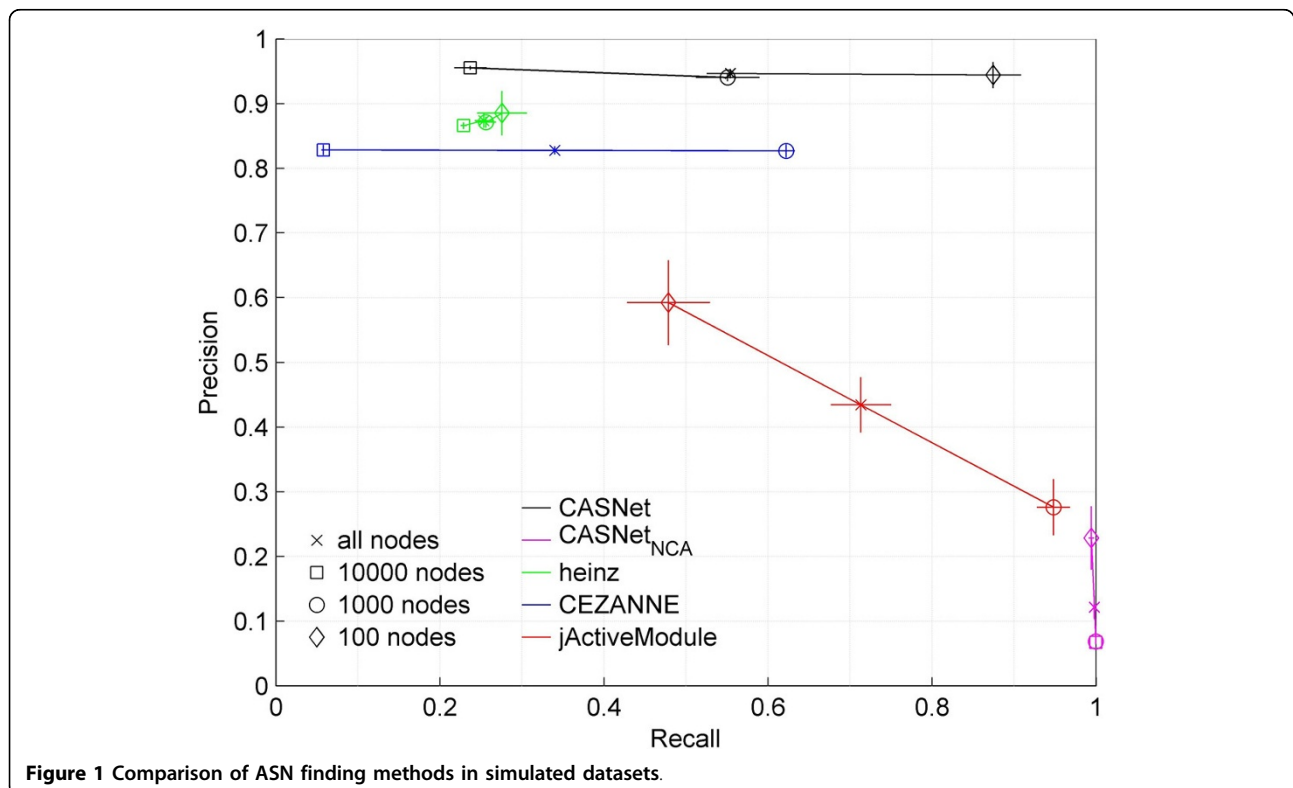 1
0.9
0.8
0.7
0.6
0.5
0.4
0.3
0.2
0.1
0
Precision
CASNet
all nodes CASNet_NCA
10000 nodes heinz
1000 nodes CEZANNE
100 nodes jActiveModule
0 0.2 0.4 0.6 0.8 1
Recall
Figure 1 Comparison of ASN finding methods in simulated datasets.